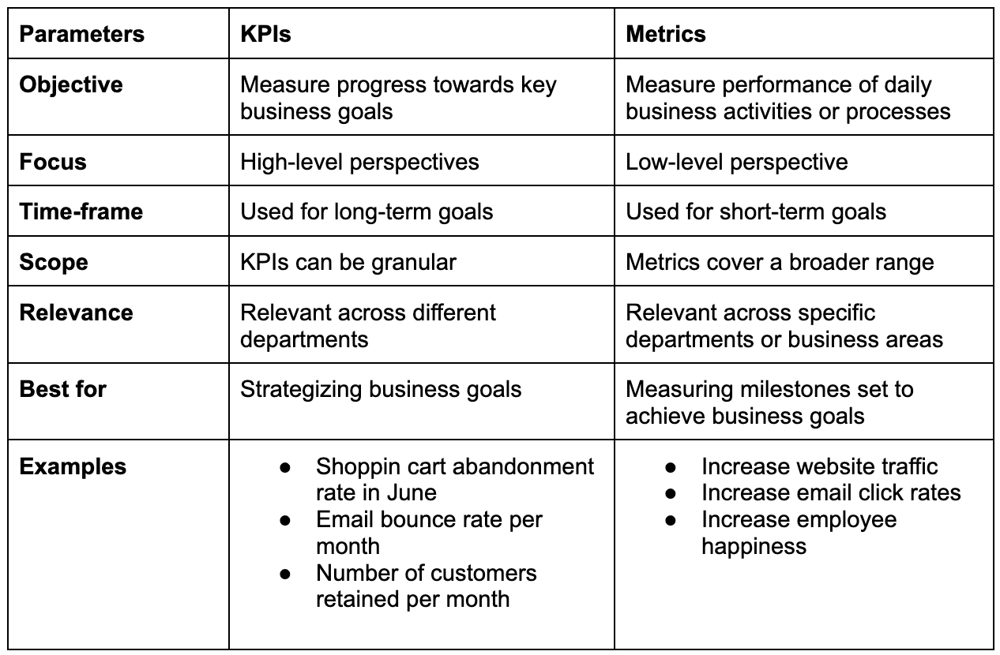 Parameters
KPIs
Metrics
Objective
Measure progress towards key
business goals
Measure performance of daily
business activities or processes
Focus
High-level perspectives
Low-level perspective
Time-frame
Used for long-term goals
Used for short-term goals
Scope
KPIs can be granular
Metrics cover a broader range
Relevance
Relevant across different
departments
Relevant across specific
departments or business areas
Best for
Strategizing business goals
Measuring milestones set to
achieve business goals
Examples
● Shoppin cart abandonment
rate in June
● Email bounce rate per
month
● Number of customers
retained per month
● Increase website traffic
● Increase email click rates
● Increase employee
happiness